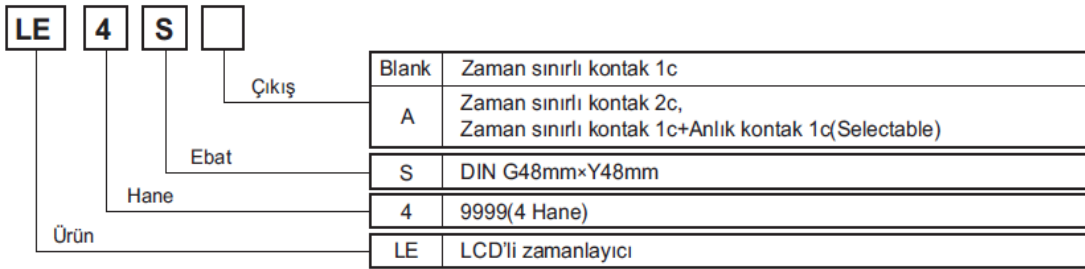 LE 4 S
Çıkış
Blank Zaman sınırlı kontak 1c
A Zaman sınırlı kontak 2c,
Zaman sınırlı kontak 1c+Anlık kontak 1c(Selectable)
Ebat
S DIN G48mm×Y48mm
Hane
4 9999(4 Hane)
Ürün
LE LCD'li zamanlayıcı